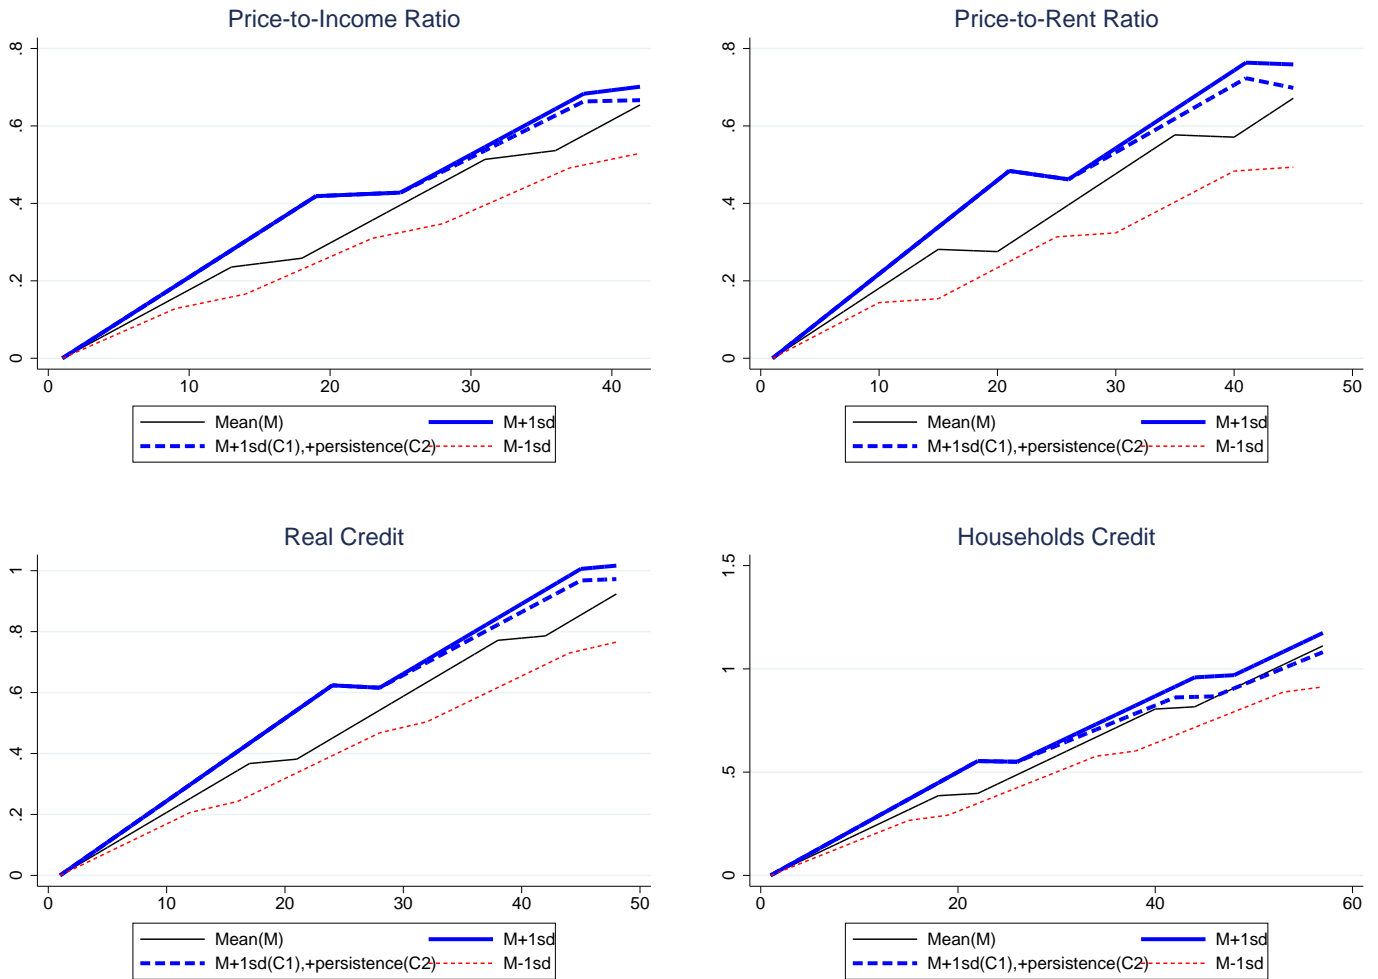 Price-to-Income Ratio
.8
.6
.4
.2
0
0 10 20 30 40
Mean(M) M+1sd
M+1sd(C1),+persistence(C2) M-1sd
Price-to-Rent Ratio
.8
.6
.4
.2
0
0 10 20 30 40 50
Mean(M) M+1sd
M+1sd(C1),+persistence(C2) M-1sd
Real Credit
1
.8
.6
.4
.2
0
0 10 20 30 40 50
Mean(M) M+1sd
M+1sd(C1),+persistence(C2) M-1sd
Households Credit
1.5
1
.5
0
0 20 40 60
Mean(M) M+1sd
M+1sd(C1),+persistence(C2) M-1sd